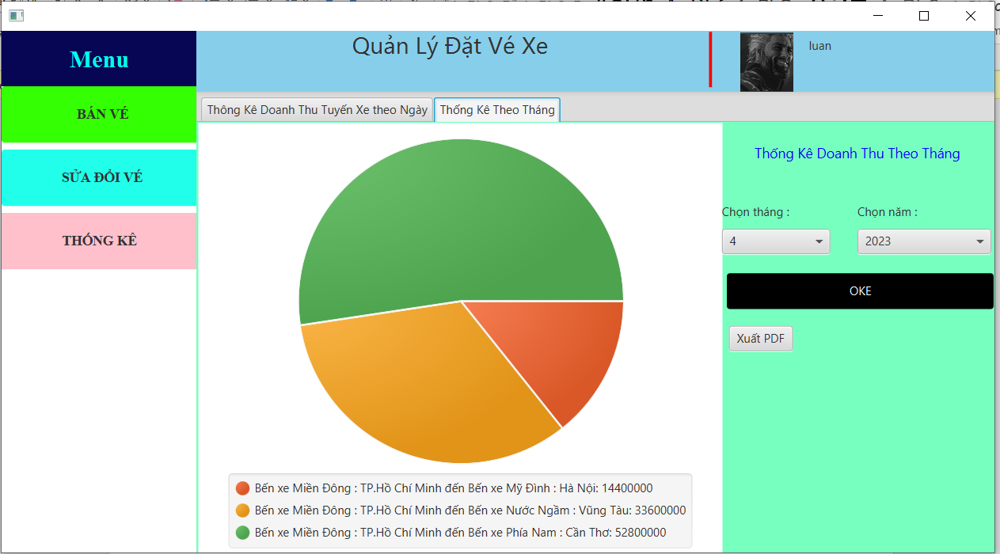 Quản Lý Đặt Vé Xe
luan
Menu
BÁN VÉ
SỬA ĐỔI VÉ
THỐNG KÊ
Thông Kê Doanh Thu Tuyến Xe theo Ngày
Thống Kê Theo Tháng
Thống Kê Doanh Thu Theo Tháng
Chọn tháng :
Chọn năm :
4
2023
OKE
Xuất PDF
Bến xe Miền Đông : TP.Hồ Chí Minh đến Bến xe Mỹ Đình : Hà Nội: 14400000
Bến xe Miền Đông : TP.Hồ Chí Minh đến Bến xe Nước Ngầm : Vũng Tàu: 33600000
Bến xe Miền Đông : TP.Hồ Chí Minh đến Bến xe Phía Nam : Cần Thơ: 52800000